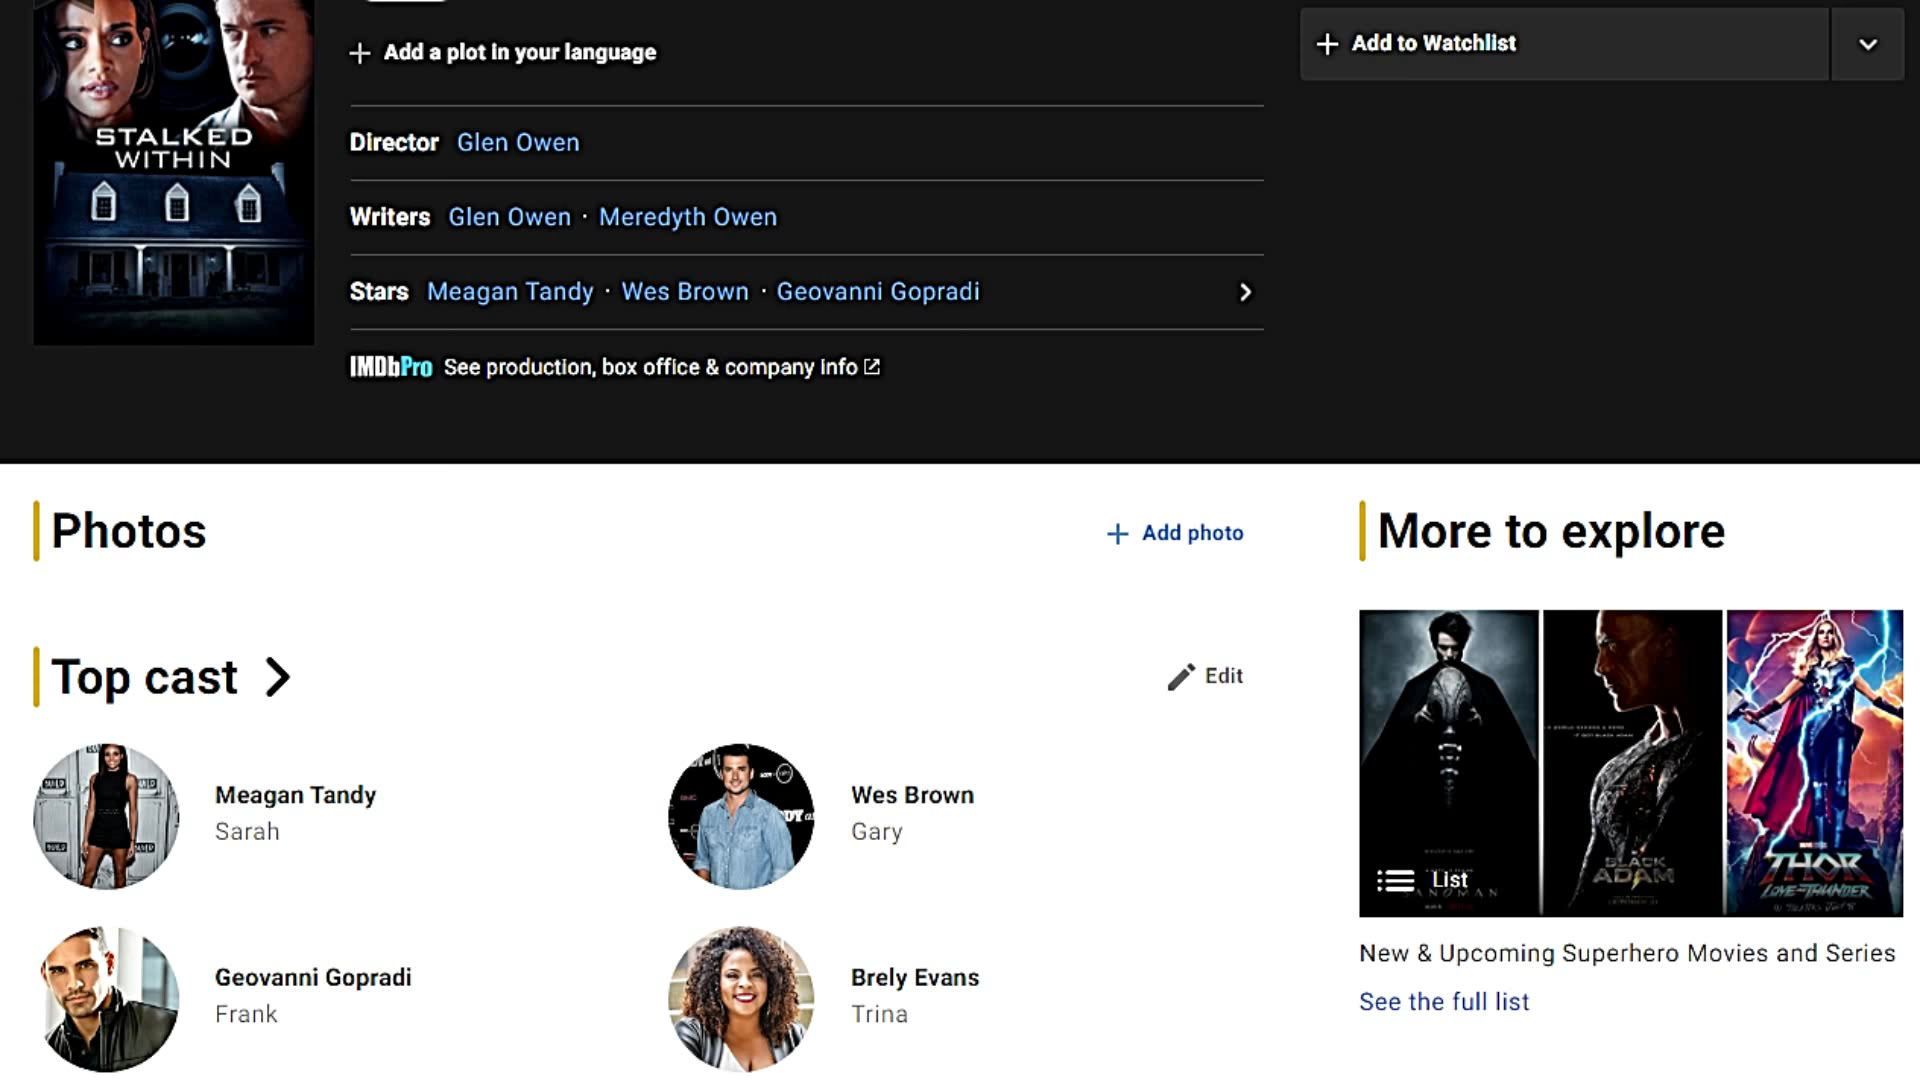 STALKED
WITHIN
Add a plot in your language
Add to Watchlist
Director Glen Owen
Writers Glen Owen · Meredyth Owen
Stars Meagan Tandy · Wes Brown · Geovanni Gopradi
IMDbPro See production, box office & company info
Photos
Add photo
More to explore
Top cast
Edit
Meagan Tandy
Sarah
Wes Brown
Gary
Geovanni Gopradi
Frank
Brely Evans
Trina
List
BLACK
ADAM
THOR
LOVE AND THUNDER
New & Upcoming Superhero Movies and Series
See the full list